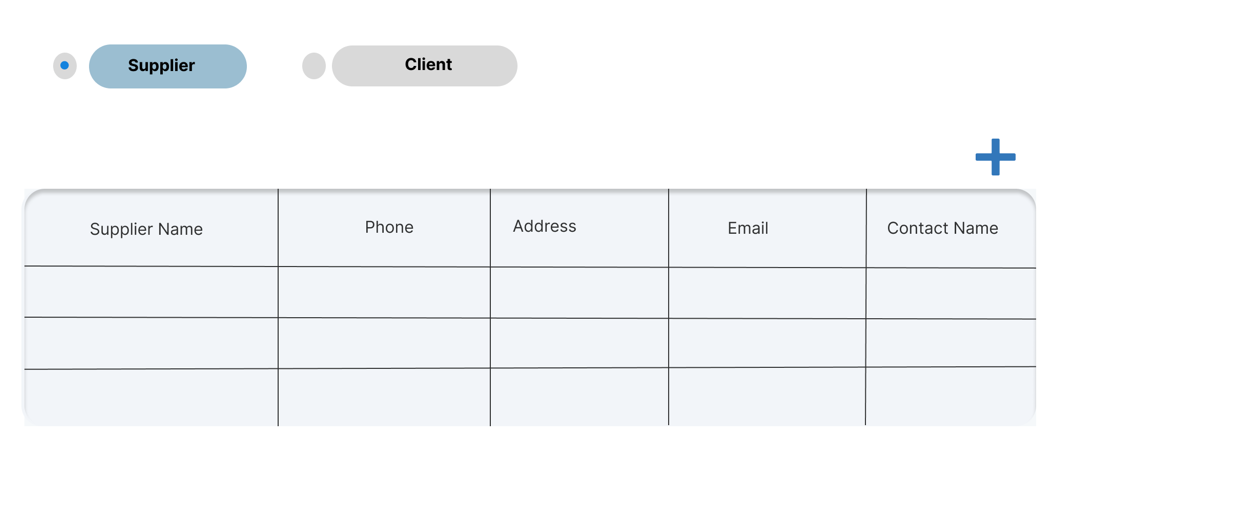 Supplier
Client
Supplier Name
Phone
Address
Email
Contact Name